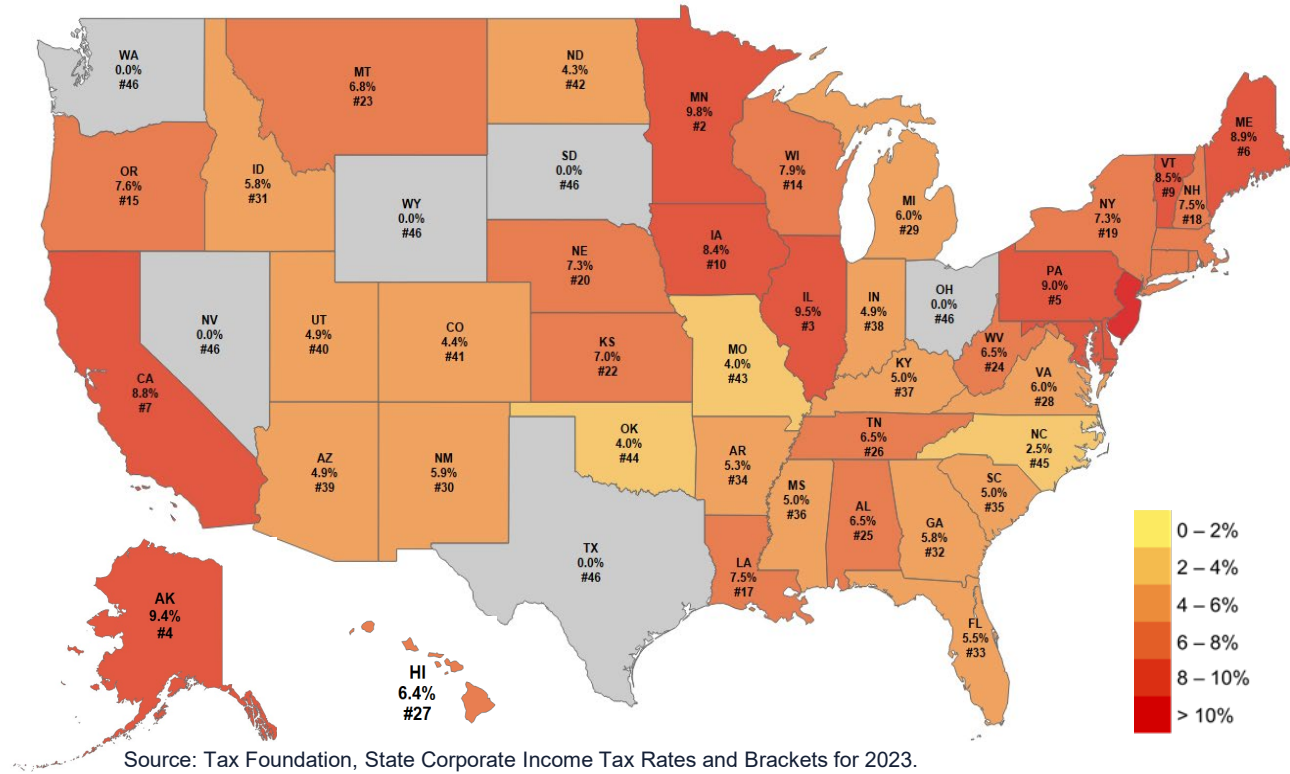 WA
0.0%
#46
MT
6.8%
#23
ND
4.3%
#42
MN
9.8%
#2
ME
8.9%
#6
OR
7.6%
#15
ID
5.8%
#31
SD
0.0%
#46
WI
7.9%
#14
VT
8.5%
#9
NH
7.5%
#18
WY
0.0%
#46
MI
6.0%
#29
NY
7.3%
#19
NE
7.3%
#20
IA
8.4%
#10
PA
9.0%
#5
NV
0.0%
#46
UT
4.9%
#40
CO
4.4%
#41
IL
9.5%
#3
IN
4.9%
#38
OH
0.0%
#46
KS
7.0%
#22
MO
4.0%
#43
WV
6.5%
#24
CA
8.8%
#7
KY
5.0%
#37
VA
6.0%
#28
AZ
4.9%
#39
NM
5.9%
#30
OK
4.0%
#44
AR
5.3%
#34
TN
6.5%
#26
NC
2.5%
#45
SC
5.0%
#35
MS
5.0%
#36
AL
6.5%
#25
GA
5.8%
#32
TX
0.0%
#46
LA
7.5%
#17
FL
5.5%
#33
AK
9.4%
#4
HI
6.4%
#27
0 – 2%
2 – 4%
4 – 6%
6 – 8%
8 – 10%
> 10%
Source: Tax Foundation, State Corporate Income Tax Rates and Brackets for 2023.